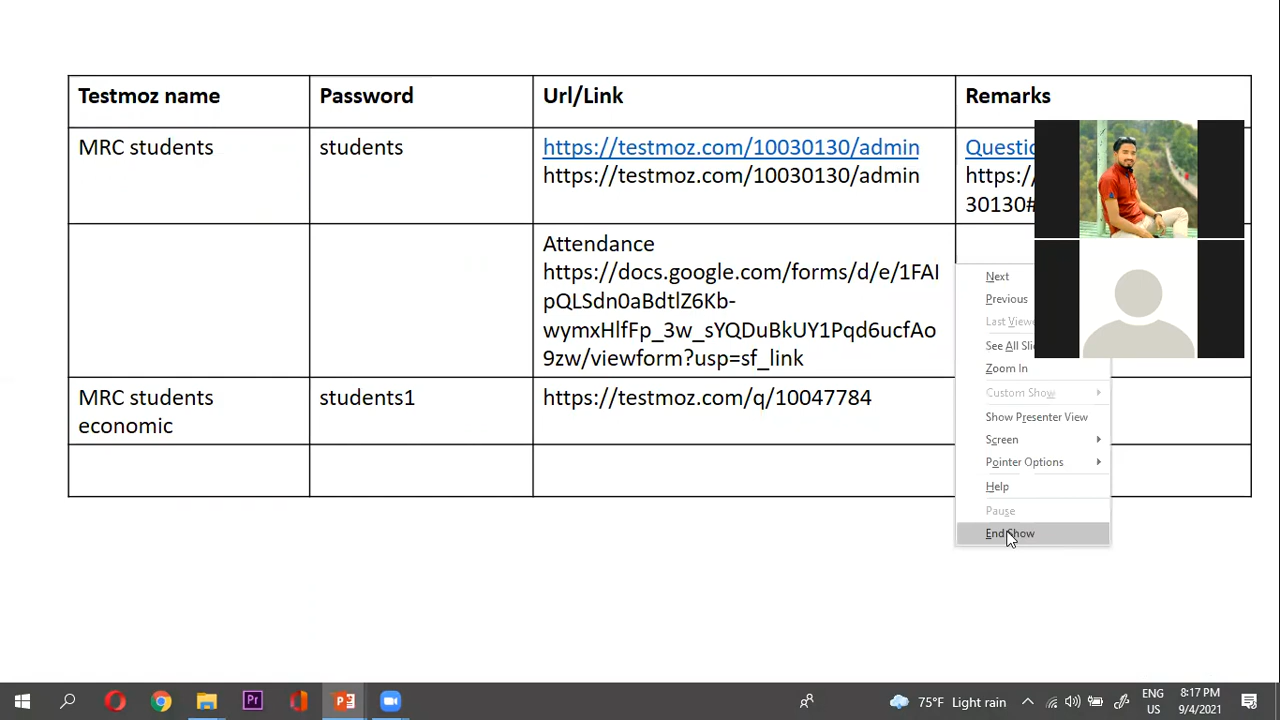 Testmoz name
Password
Url/Link
Remarks
MRC students
students
https://testmoz.com/10030130/admin
https://testmoz.com/10030130/admin
https:/
30130#
Attendance
https://docs.google.com/forms/d/e/1FAI
pQLSdn0aBdtlZ6Kb-
wymxHlfFp_3w_sYQDuBkUY1Pqd6ucfAo
9zw/viewform?usp=sf_link
MRC students
economic
students1
https://testmoz.com/q/10047784
Next
Previous
Last
See All
Zoom In
Custom Show
Show Presenter View
Screen
Pointer Options
Help
Pause
End Show
Pr
75°F Light rain
ENG
US
8:17 PM
9/4/2021